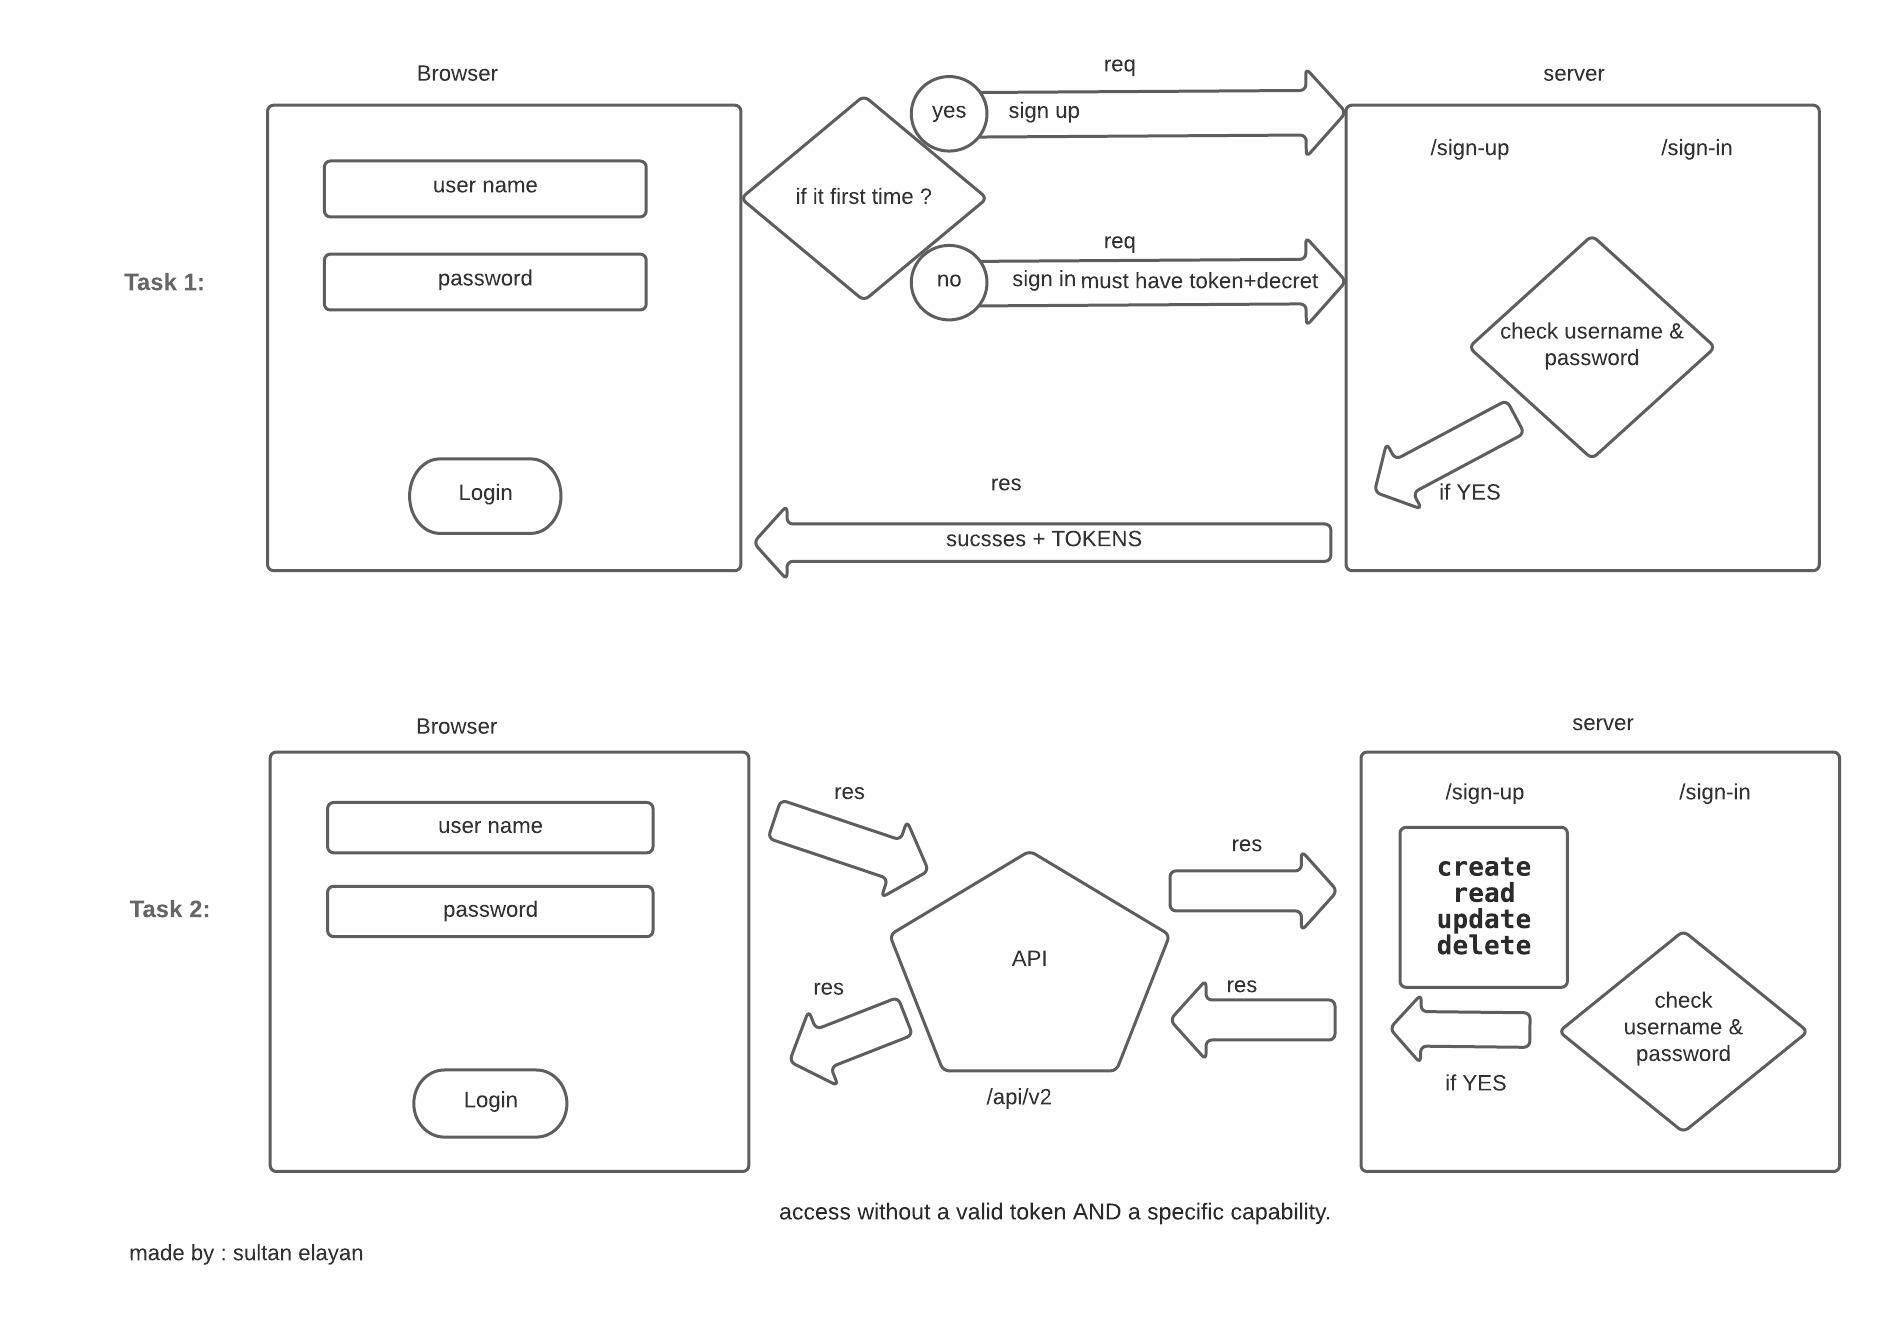 Task 1:
Browser
user name
password
Login
if it first time ?
yes
req
sign up
no
req
sign in must have token+decret
server
/sign-up
/sign-in
check username &
password
if YES
res
sucsses + TOKENS
Task 2:
Browser
user name
password
Login
res
res
API
/api/v2
res
res
server
/sign-up
/sign-in
create
read
update
delete
check
username &
password
if YES
access without a valid token AND a specific capability.
made by : sultan elayan